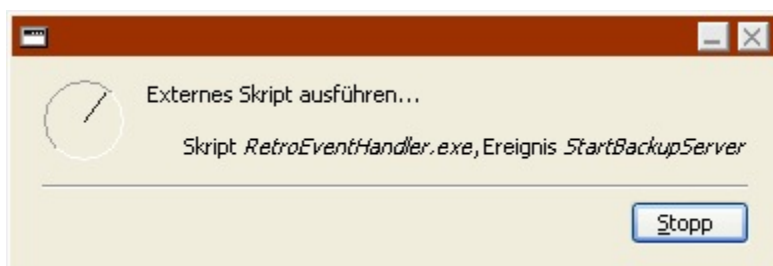 Externes Skript ausführen...
Skript RetroEventHandler.exe, Ereignis StartBackupServer
Stopp